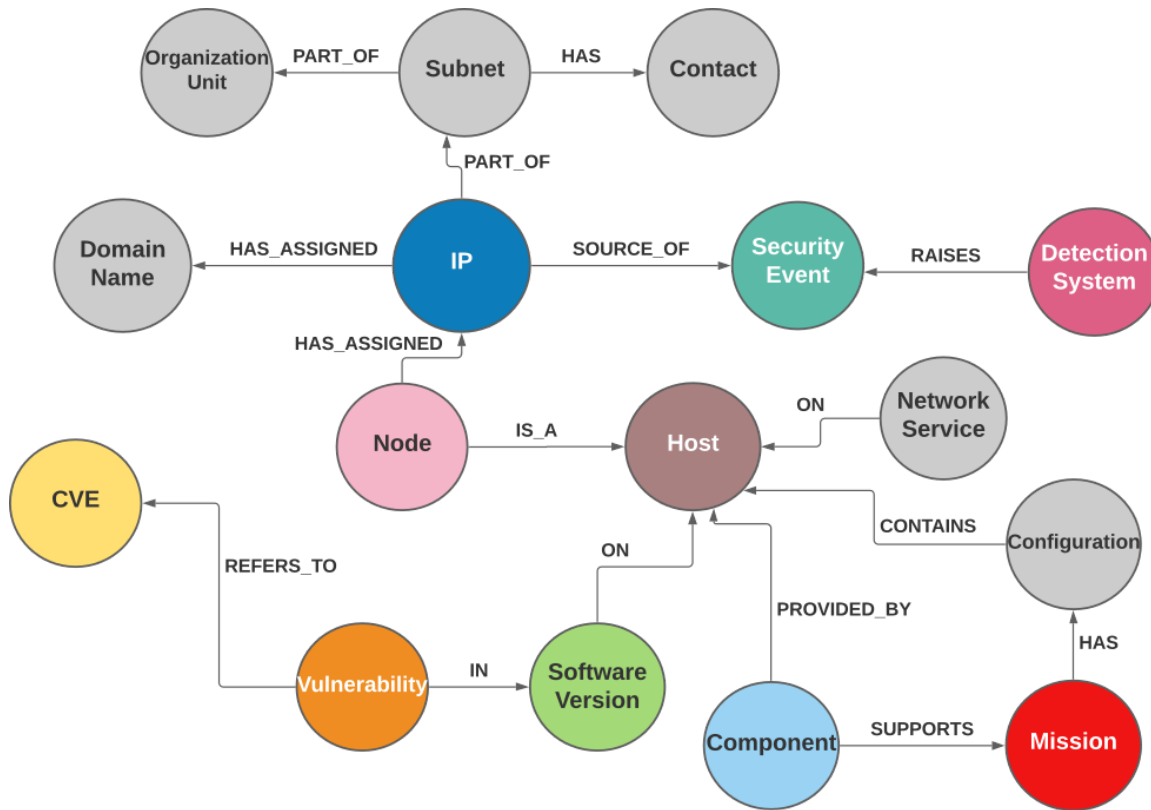 Organization
Unit
PART_OF
Subnet
HAS
Contact
PART_OF
Domain
Name
HAS_ASSIGNED
IP
SOURCE_OF
Security
Event
RAISES
Detection
System
HAS_ASSIGNED
Node
IS_A
Host
ON
Network
Service
CVE
REFERS_TO
ON
CONTAINS
Configuration
PROVIDED_BY
HAS
Vulnerability
IN
Software
Version
Component
SUPPORTS
Mission